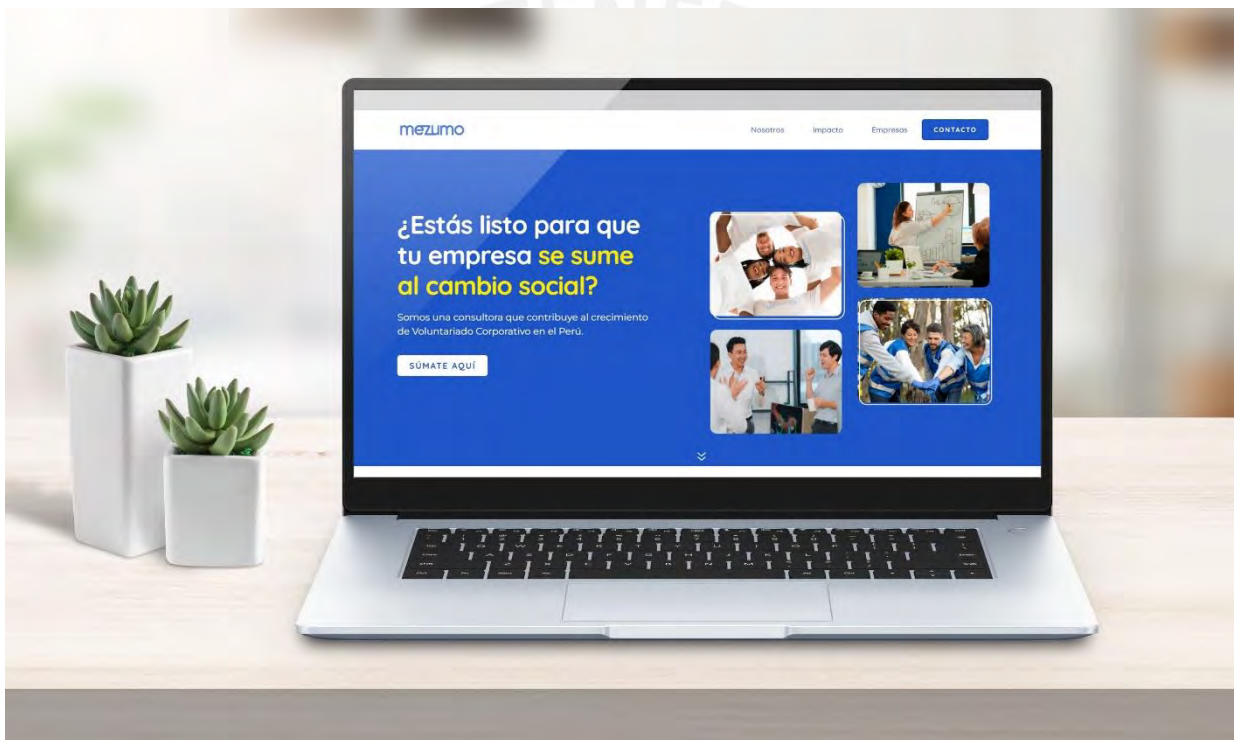 mezumo
Nosotros
Impacto
Empresas
CONTACTO
¿Estás listo para que
tu empresa se sume
al cambio social?
Somos una consultora que contribuye al crecimiento
de Voluntariado Corporativo en el Perú.
SÚMATE AQUÍ